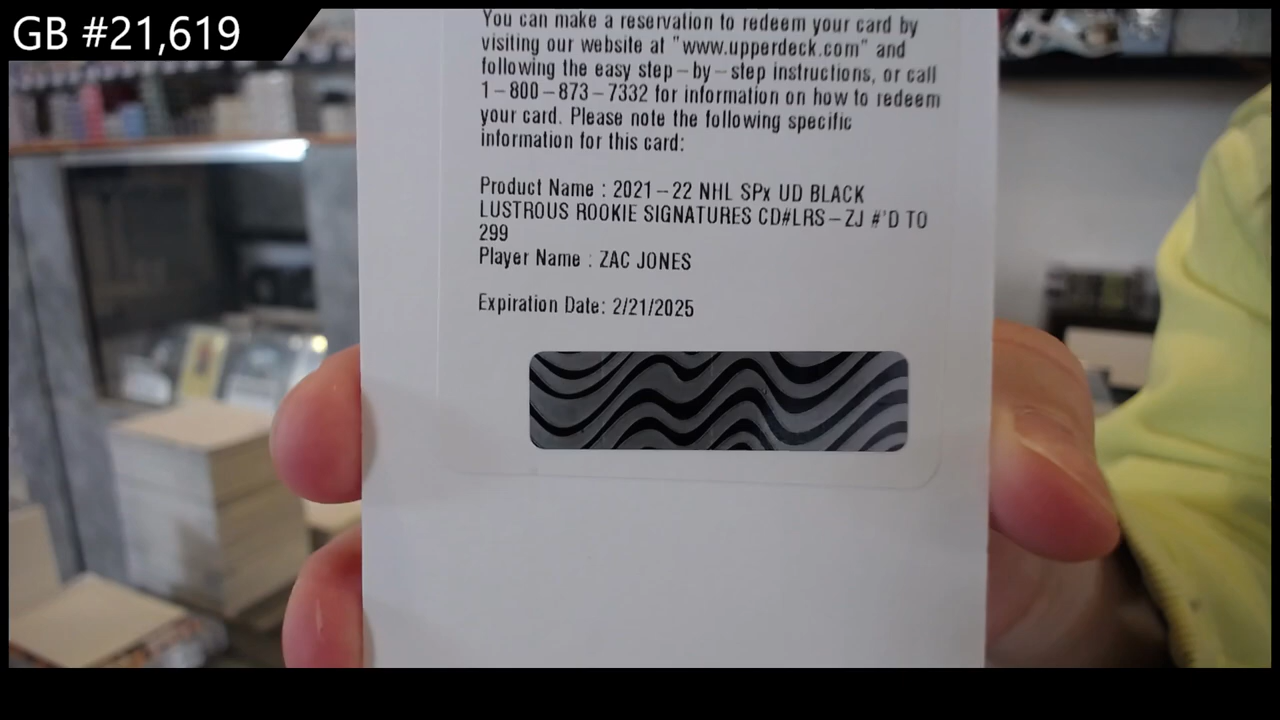 GB #21,619
You can make a reservation to redeem your card by
visiting our website at "www.upperdeck.com" and
following the easy step-by-step instructions, or call
1-800-873-7332 for information on how to redeem
your card. Please note the following specific
information for this card:
Product Name : 2021-22 NHL SPx UD BLACK
LUSTROUS ROOKIE SIGNATURES CD#LRS-ZJ #'D TO
299
Player Name : ZAC JONES
Expiration Date: 2/21/2025